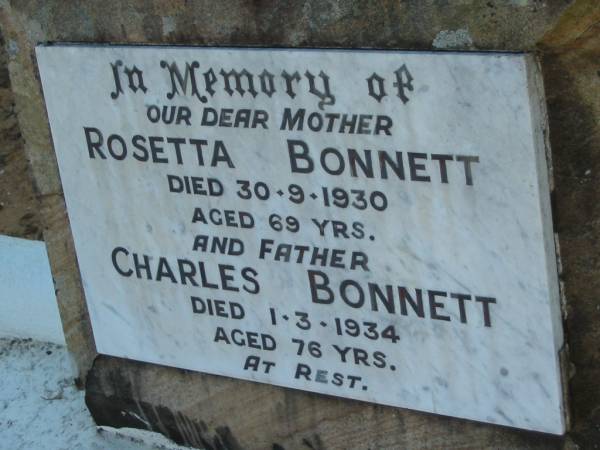 In Memory of
OUR DEAR MOTHER
ROSETTA BONNETT
DIED 30·9·1930
AGED 69 YRS.
AND FATHER
CHARLES BONNETT
DIED 1·3·1934
AGED 76 YRS.
AT REST.